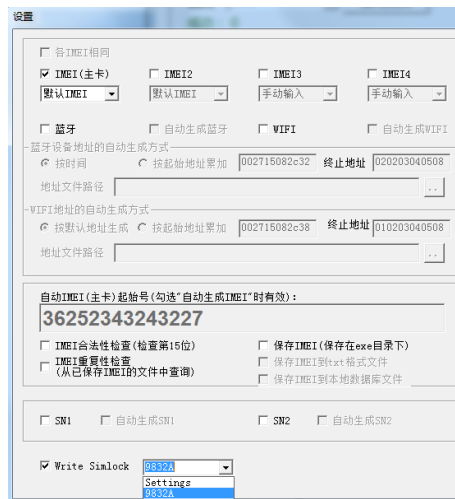 设置
各IMEI相同
IMEI(主卡) IMEI2 IMEI3 IMEI4
默认IMEI 默认IMEI 手动输入 手动输入
蓝牙 自动生成蓝牙 WIFI 自动生成WIFI
蓝牙设备地址的自动生成方式
按时间 按起始地址累加 002715082c32 终止地址 020203040508
地址文件路径 ..
WIFI地址的自动生成方式
按默认地址生成 按起始地址累加 002715082c38 终止地址 010203040508
地址文件路径 ..
自动IMEI(主卡)起始号(勾选"自动生成IMEI"时有效):
36252343243227
IMEI合法性检查(检查第15位) 保存IMEI(保存在exe目录下)
IMEI重复性检查 保存IMEI到txt格式文件
(从已保存IMEI的文件中查询) 保存IMEI到本地数据库文件
SN1 自动生成SN1 SN2 自动生成SN2
Write Simlock 9832A
Settings
9832A